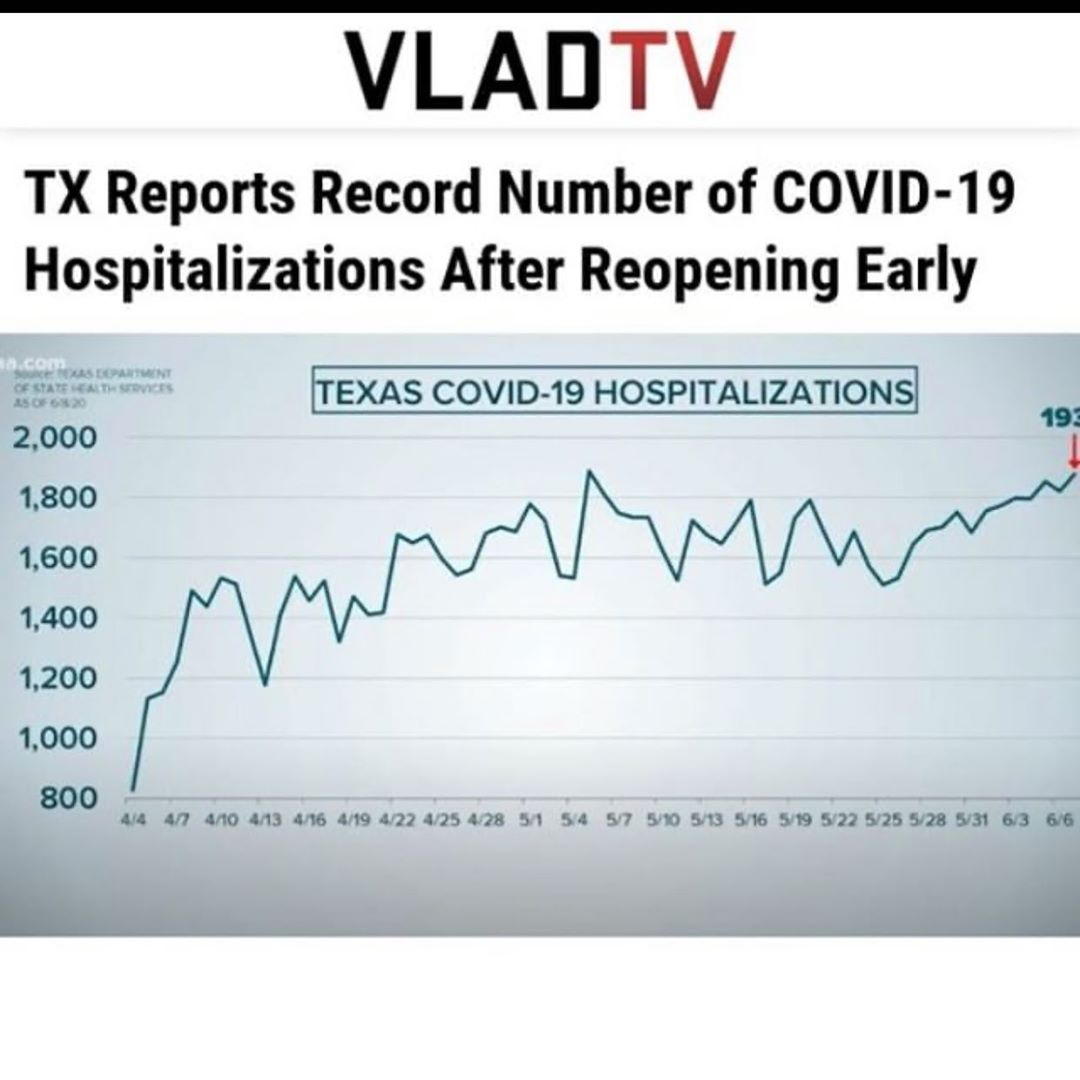 VLADTV
TX Reports Record Number of COVID-19
Hospitalizations After Reopening Early
aa.com
Source: TEXAS DEPARTMENT
OF STATE HEALTH SERVICES
AS OF 6/8/20
TEXAS COVID-19 HOSPITALIZATIONS
193
2,000
1,800
1,600
1,400
1,200
1,000
800
4/4 4/7 4/10 4/13 4/16 4/19 4/22 4/25 4/28 5/1 5/4 5/7 5/10 5/13 5/16 5/19 5/22 5/25 5/28 5/31 6/3 6/6